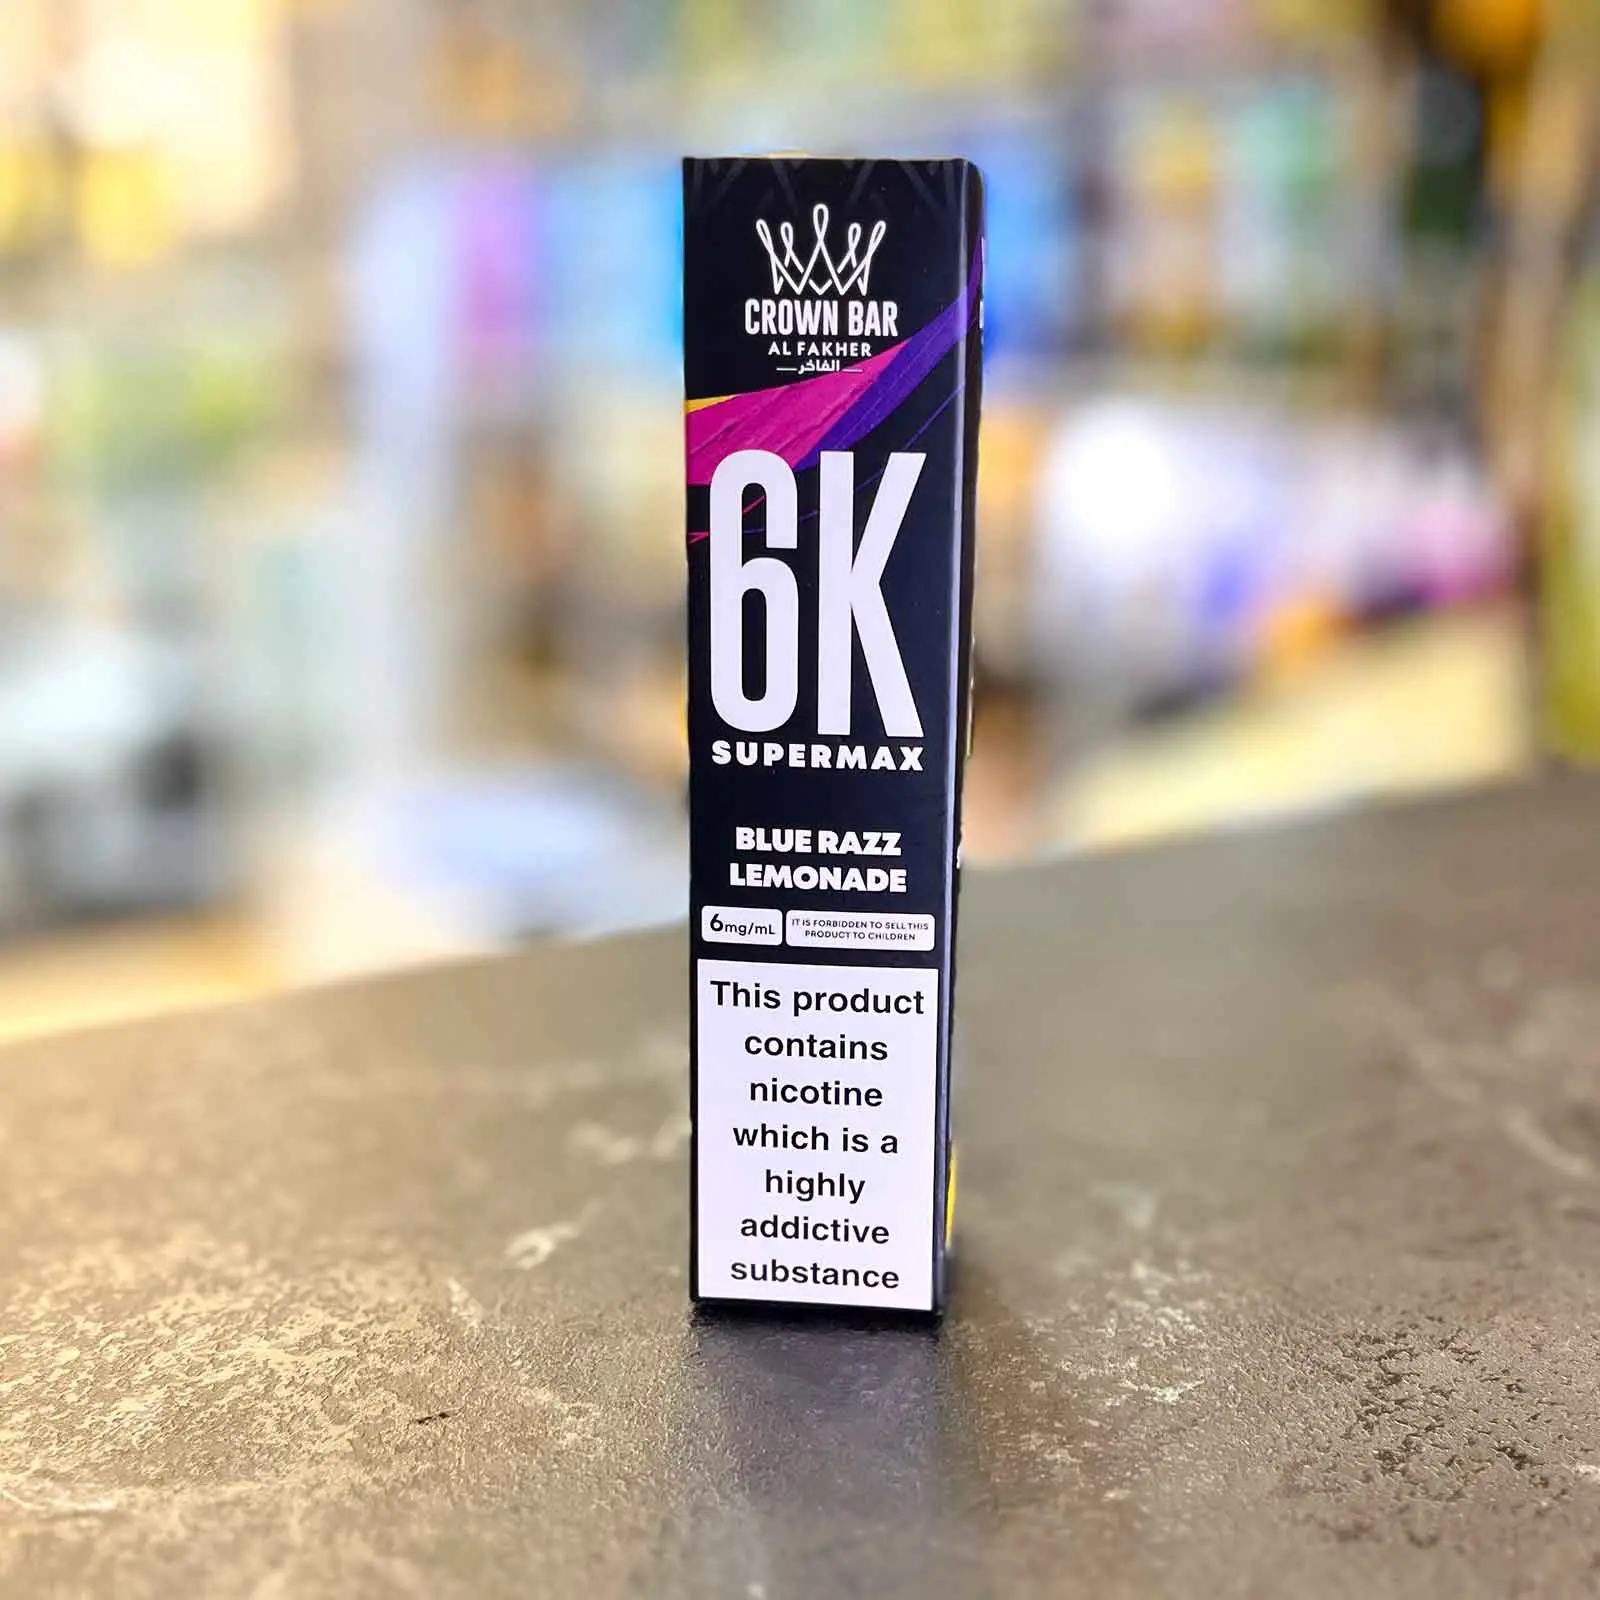 CROWN BAR
AL FAKHER
الفاخر
6K
SUPERMAX
BLUE RAZZ
LEMONADE
6mg/mL
IT IS FORBIDDEN TO SELL THIS
PRODUCT TO CHILDREN
This product
contains
nicotine
which is a
highly
addictive
substance